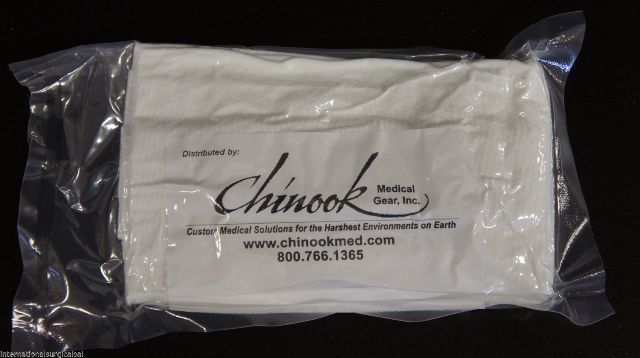 Distributed by:
Chinook Medical Gear, Inc.
Custom Medical Solutions for the Harshest Environments on Earth
www.chinookmed.com
800.766.1365
internationalsurgicalpal